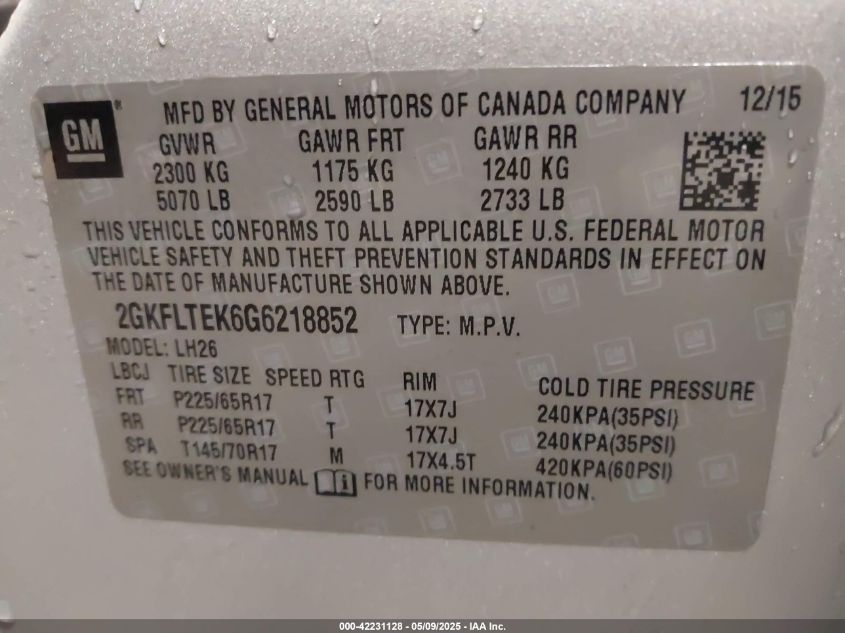 GM
®
MFD BY GENERAL MOTORS OF CANADA COMPANY 12/15
GVWR GAWR FRT GAWR RR
2300 KG 1175 KG 1240 KG
5070 LB 2590 LB 2733 LB
THIS VEHICLE CONFORMS TO ALL APPLICABLE U.S. FEDERAL MOTOR
VEHICLE SAFETY AND THEFT PREVENTION STANDARDS IN EFFECT ON
THE DATE OF MANUFACTURE SHOWN ABOVE.
2GKFLTEK6G6218852 TYPE: M.P.V.
MODEL: LH26
LBCJ TIRE SIZE SPEED RTG RIM COLD TIRE PRESSURE
FRT P225/65R17 T 17X7J 240KPA(35PSI)
RR P225/65R17 T 17X7J 240KPA(35PSI)
SPA T145/70R17 M 17X4.5T 420KPA(60PSI)
SEE OWNER'S MANUAL i FOR MORE INFORMATION.
000-42231128 - 05/09/2025 - IAA Inc.